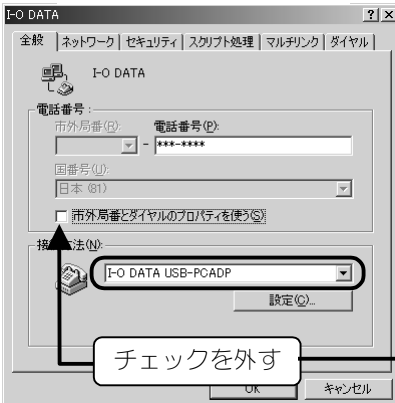 I-O DATA
全般 ネットワーク セキュリティ スクリプト処理 マルチリンク ダイヤル
I-O DATA
電話番号:
市外局番(R): 電話番号(P):
- ***-****
国番号(U):
日本 (81)
市外局番とダイヤルのプロパティを使う(S)
接 方法(N):
I-O DATA USB-PCADP
設定(C)...
チェックを外す
OK キャンセル